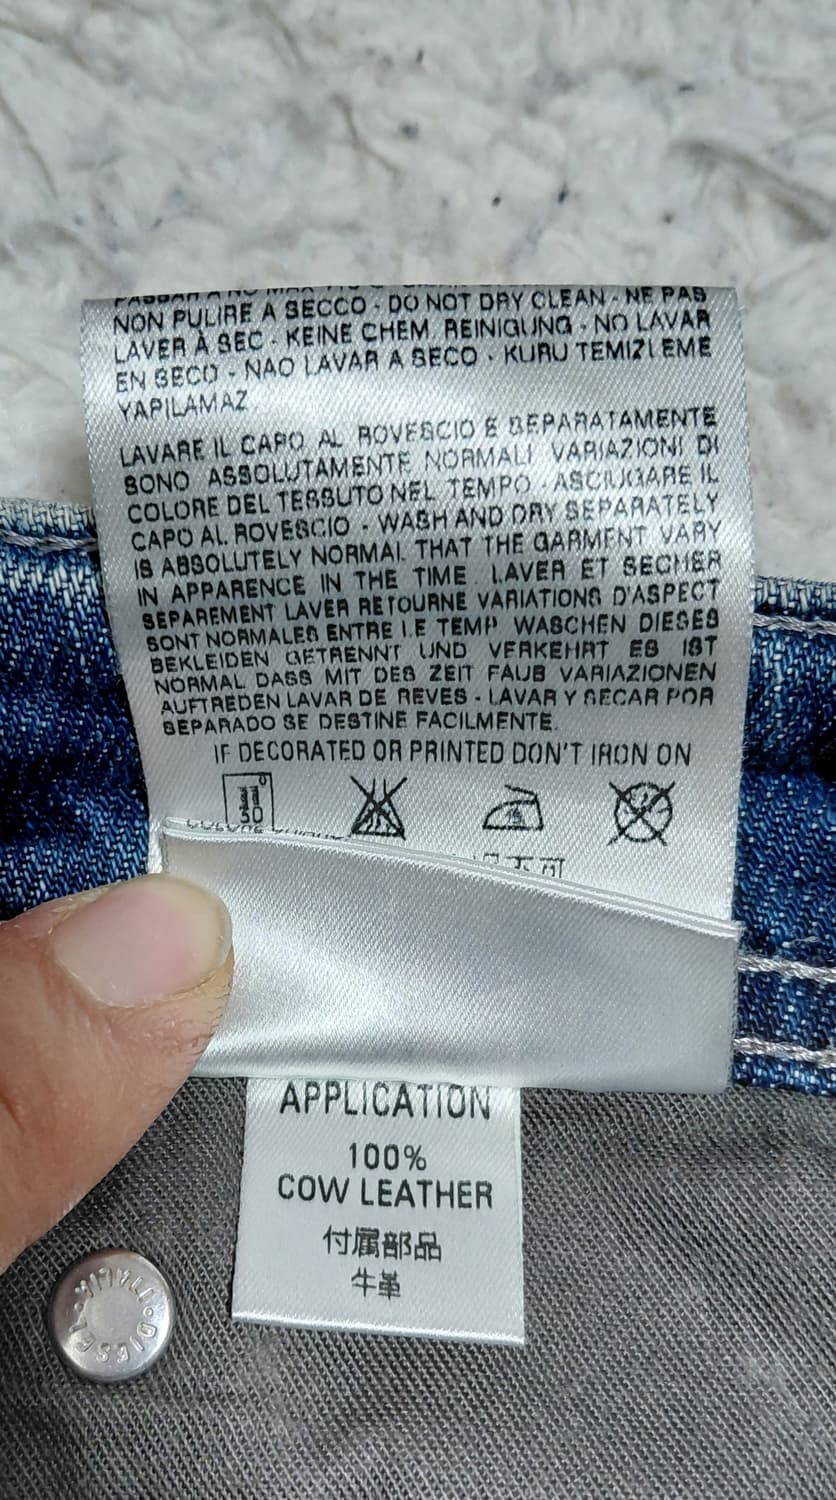 NON PULIRE A SECCO - DO NOT DRY CLEAN - NE PAS
LAVER À SEC - KEINE CHEM. REINIGUNG - NO LAVAR
EN SECO - NAO LAVAR A SECO - KURU TEMIZLEME
YAPILAMAZ
LAVARE IL CAPO AL ROVESCIO E SEPARATAMENTE
SONO ASSOLUTAMENTE NORMALI VARIAZIONI DI
COLORE DEL TESSUTO NEL TEMPO. ASCIUGARE IL
CAPO AL ROVESCIO - WASH AND DRY SEPARATELY
IS ABSOLUTELY NORMAL THAT THE GARMENT VARY
IN APPARENCE IN THE TIME. LAVER ET SECHER
SEPAREMENT LAVER RETOURNE VARIATIONS D'ASPECT
SONT NORMALES ENTRE LE TEMP WASCHEN DIESES
BEKLEIDEN GETRENNT UND VERKEHRT ES IST
NORMAL DASS MIT DES ZEIT FAUB VARIAZIONEN
AUFTREDEN LAVAR DE REVES - LAVAR Y SECAR POR
SEPARADO SE DESTINE FACILMENTE.
IF DECORATED OR PRINTED DON'T IRON ON
APPLICATION
100%
COW LEATHER
付属部品
牛革
DIESEL · ITALIA ·